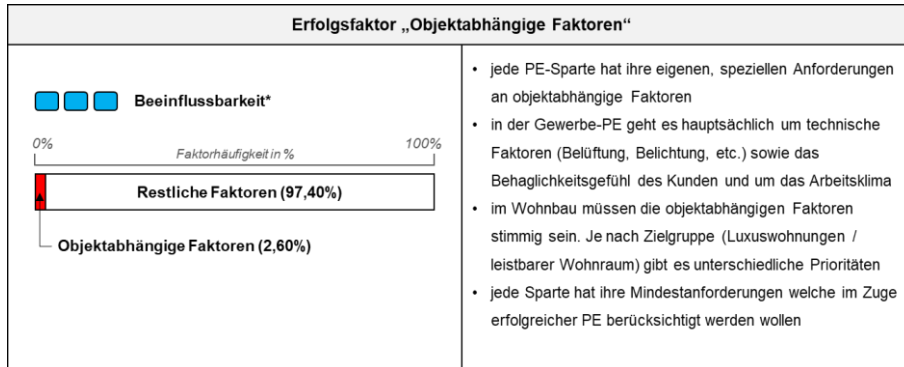 Erfolgsfaktor „Objektabhängige Faktoren“
Beeinflussbarkeit*
0%
100%
Faktorhäufigkeit in %
Restliche Faktoren (97,40%)
Objektabhängige Faktoren (2,60%)
• jede PE-Sparte hat ihre eigenen, speziellen Anforderungen
an objektabhängige Faktoren
• in der Gewerbe-PE geht es hauptsächlich um technische
Faktoren (Belüftung, Belichtung, etc.) sowie das
Behaglichkeitsgefühl des Kunden und um das Arbeitsklima
• im Wohnbau müssen die objektabhängigen Faktoren
stimmig sein. Je nach Zielgruppe (Luxuswohnungen /
leistbarer Wohnraum) gibt es unterschiedliche Prioritäten
• jede Sparte hat ihre Mindestanforderungen welche im Zuge
erfolgreicher PE berücksichtigt werden wollen